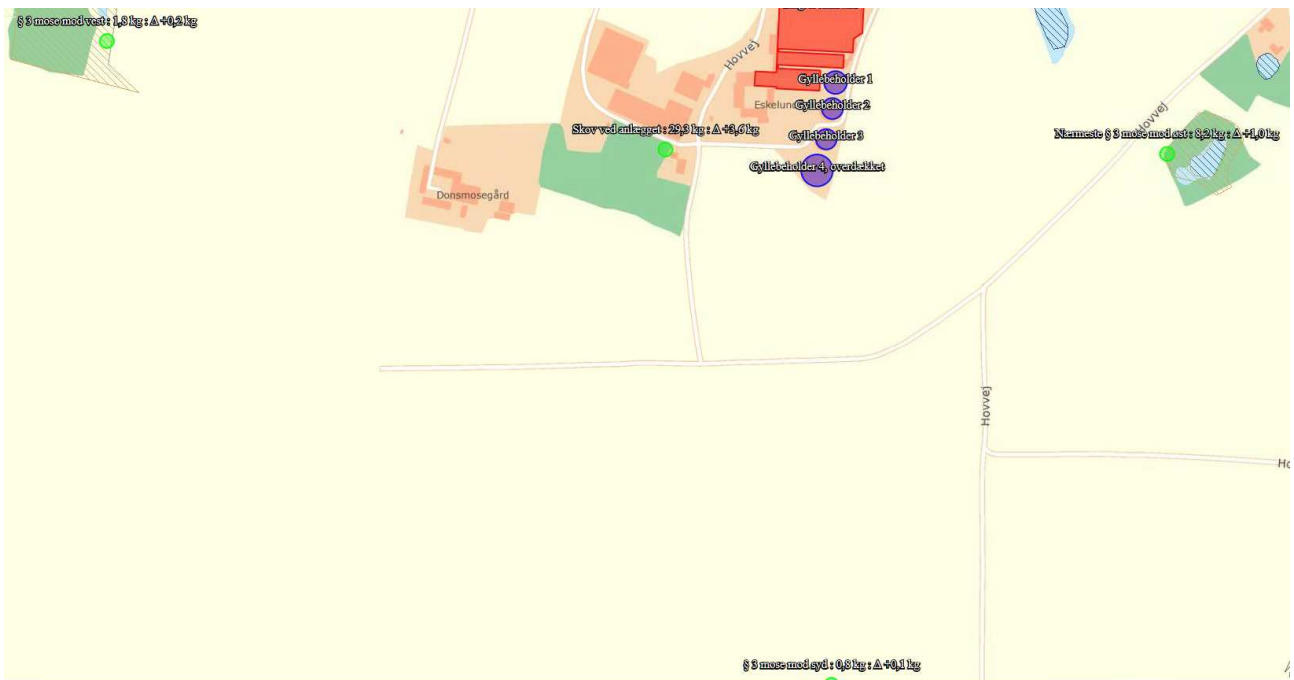 § 3 mose mod vest : 1,8 kg : Δ +0,2 kg
Hovvej
Gyllebeholder 1
Gyllebeholder 2
Hovvej
Skov ved anlægget : 29,3 kg : Δ +3,6 kg
Gyllebeholder 3
Nærmeste § 3 mose mod øst : 8,2 kg : Δ +1,0 kg
Gyllebeholder 4, overdækket
Donsmosegård
Hovvej
§ 3 mose mod syd : 0,8 kg : Δ +0,1 kg